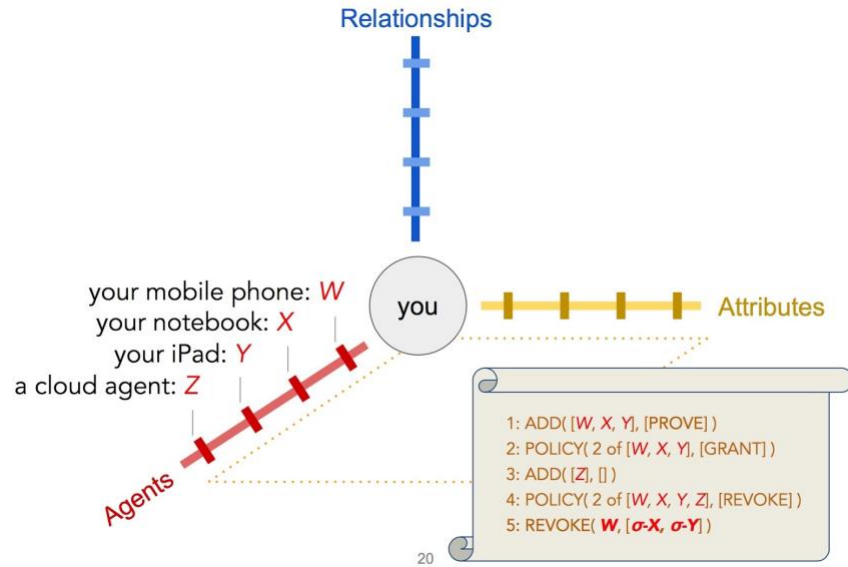 Relationships
your mobile phone: W
your notebook: X
your iPad: Y
a cloud agent: Z
you
Attributes
Agents
1: ADD( [W, X, Y], [PROVE] )
2: POLICY( 2 of [W, X, Y], [GRANT] )
3: ADD( [Z], [] )
4: POLICY( 2 of [W, X, Y, Z], [REVOKE] )
5: REVOKE( W, [σ-X, σ-Y] )
20